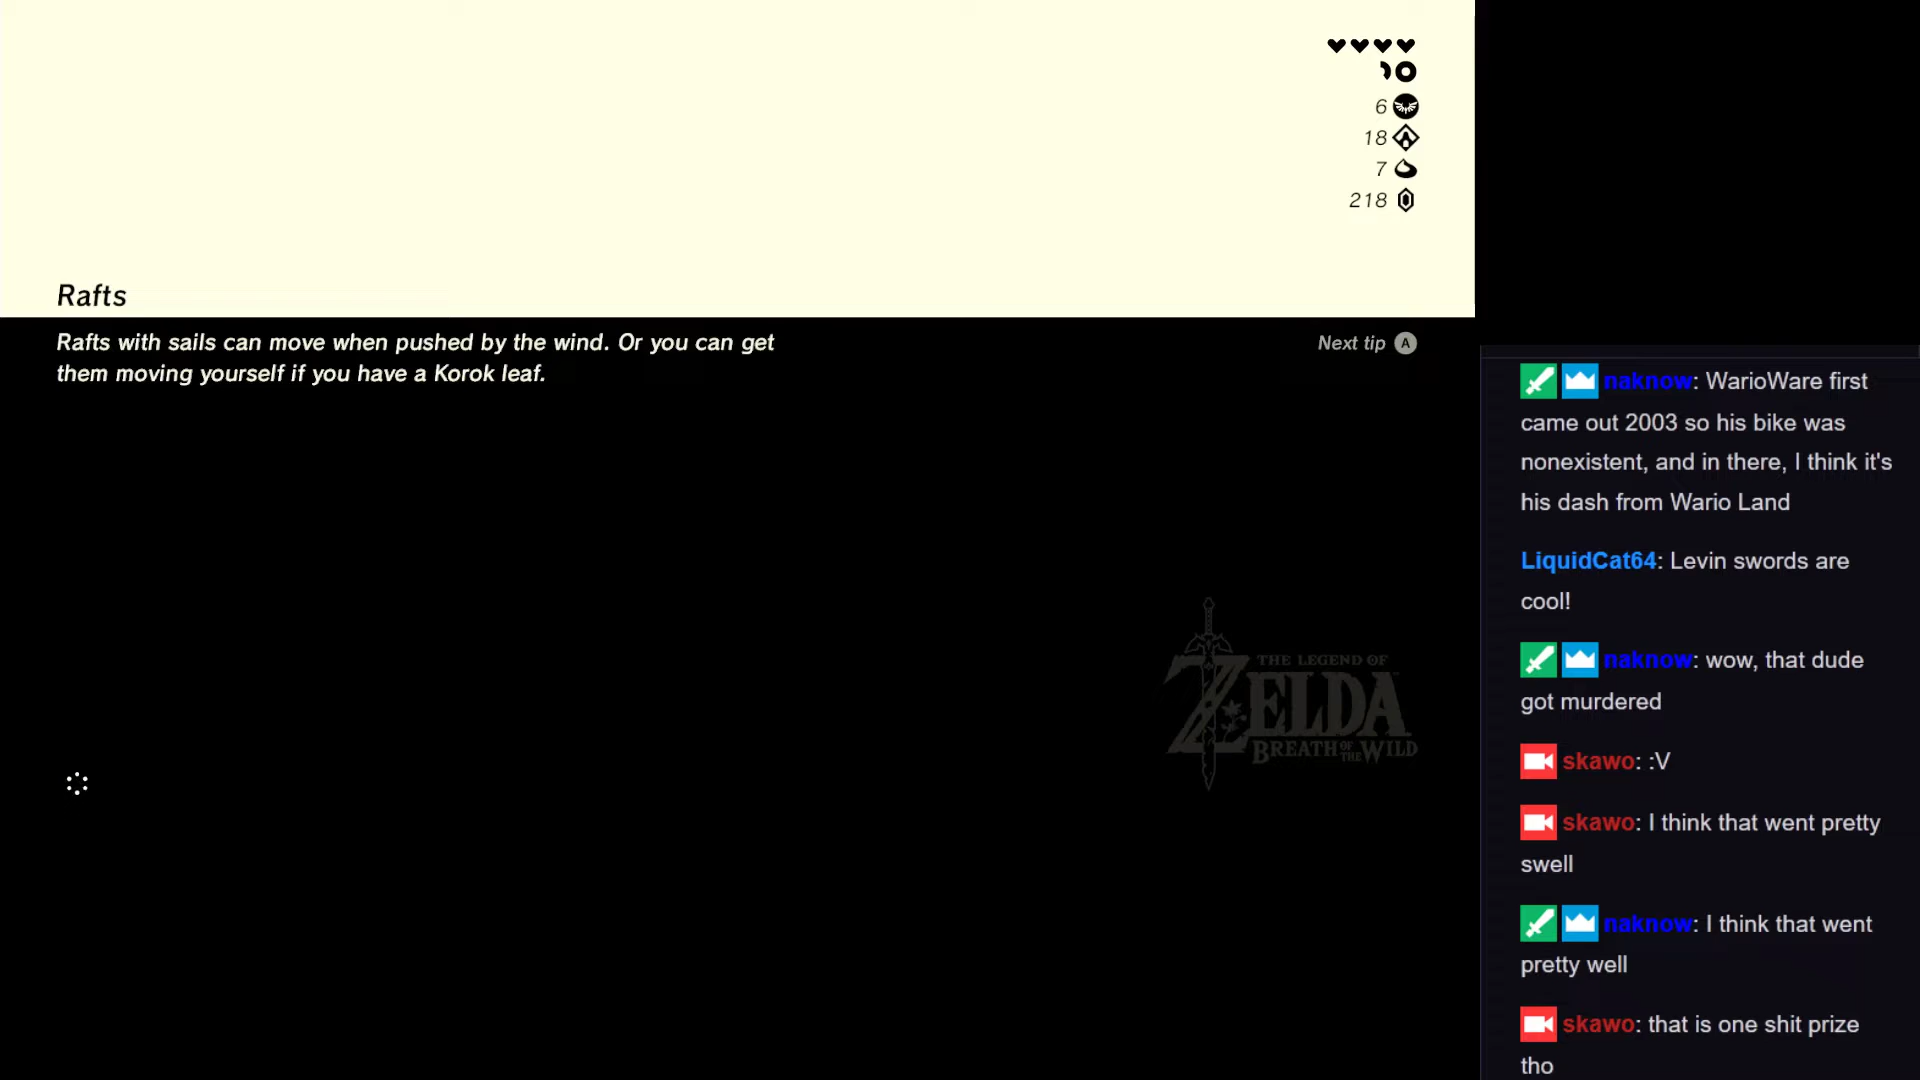 6
18
7
218
Rafts
Rafts with sails can move when pushed by the wind. Or you can get
them moving yourself if you have a Korok leaf.
Next tip A
THE LEGEND OF
ZELDA
BREATH OF THE WILD
naknow: WarioWare first
came out 2003 so his bike was
nonexistent, and in there, I think it's
his dash from Wario Land
LiquidCat64: Levin swords are
cool!
naknow: wow, that dude
got murdered
skawo: :V
skawo: I think that went pretty
swell
naknow: I think that went
pretty well
skawo: that is one shit prize
tho